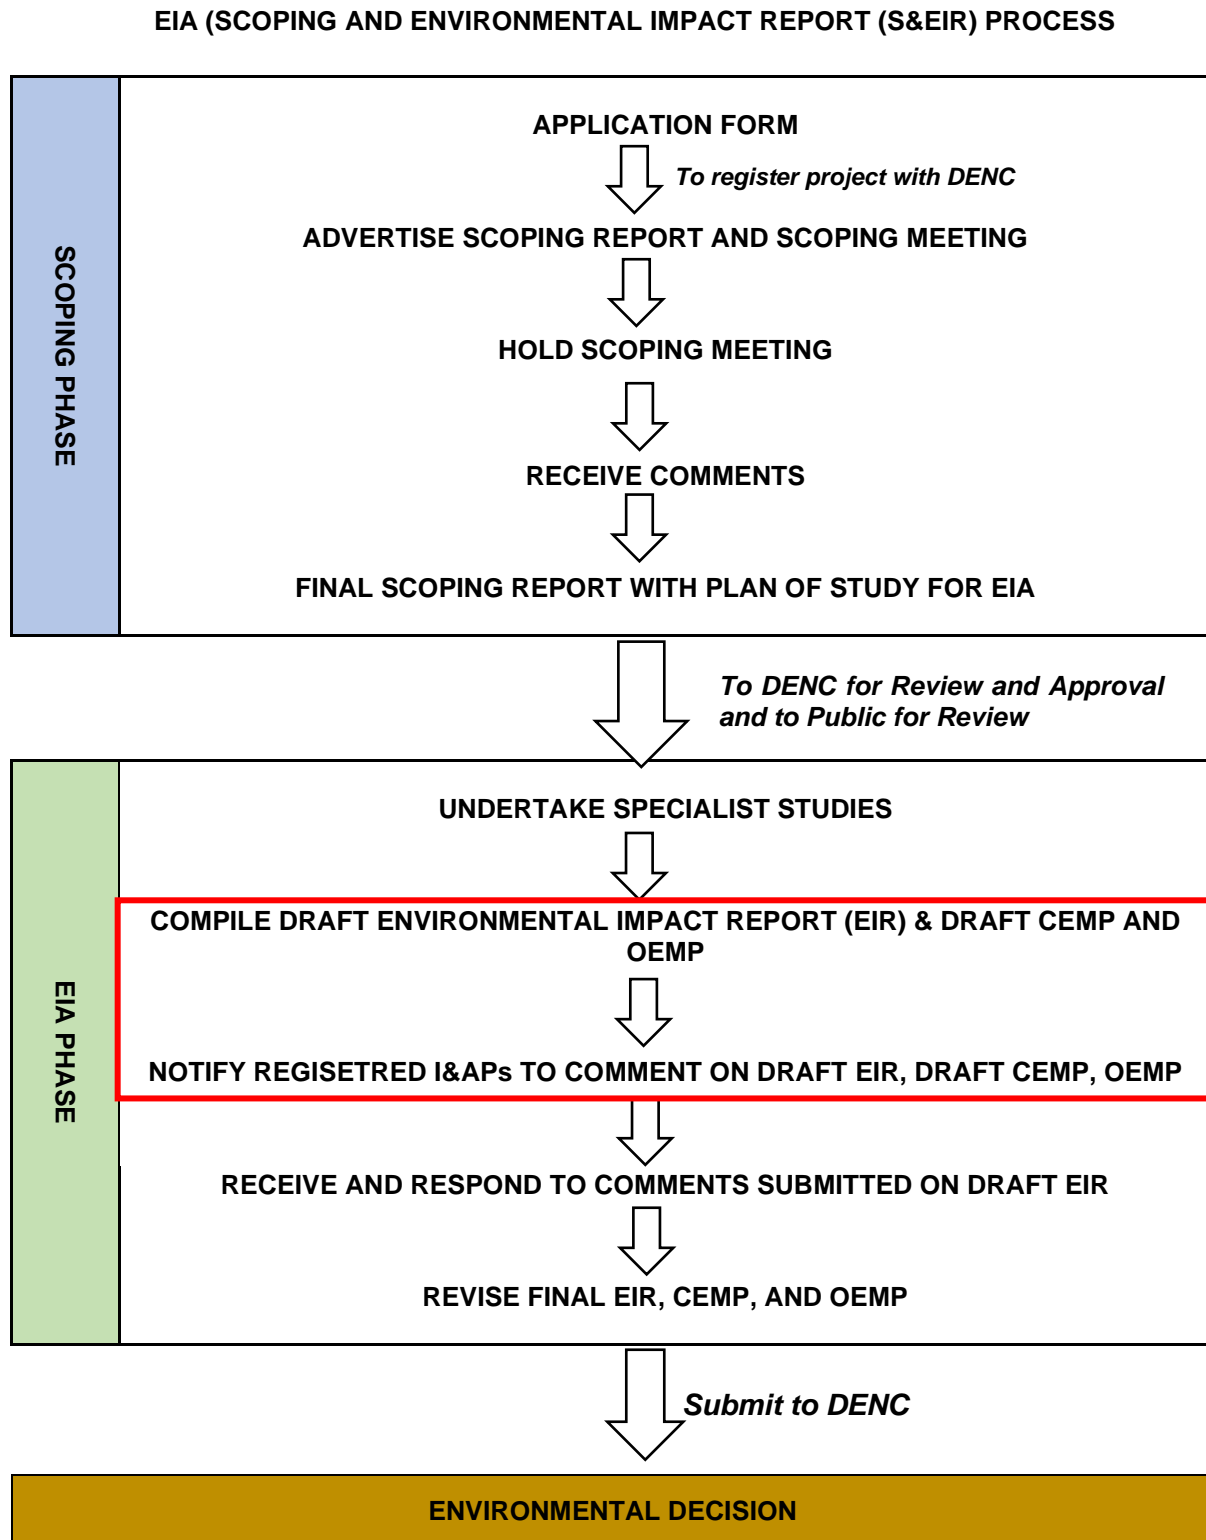 EIA (SCOPING AND ENVIRONMENTAL IMPACT REPORT (S&EIR) PROCESS
SCOPING PHASE
APPLICATION FORM
To register project with DENC
ADVERTISE SCOPING REPORT AND SCOPING MEETING
HOLD SCOPING MEETING
RECEIVE COMMENTS
FINAL SCOPING REPORT WITH PLAN OF STUDY FOR EIA
To DENC for Review and Approval
and to Public for Review
EIA PHASE
UNDERTAKE SPECIALIST STUDIES
COMPILE DRAFT ENVIRONMENTAL IMPACT REPORT (EIR) & DRAFT CEMP AND
OEMP
NOTIFY REGISETRED I&APs TO COMMENT ON DRAFT EIR, DRAFT CEMP, OEMP
RECEIVE AND RESPOND TO COMMENTS SUBMITTED ON DRAFT EIR
REVISE FINAL EIR, CEMP, AND OEMP
Submit to DENC
ENVIRONMENTAL DECISION